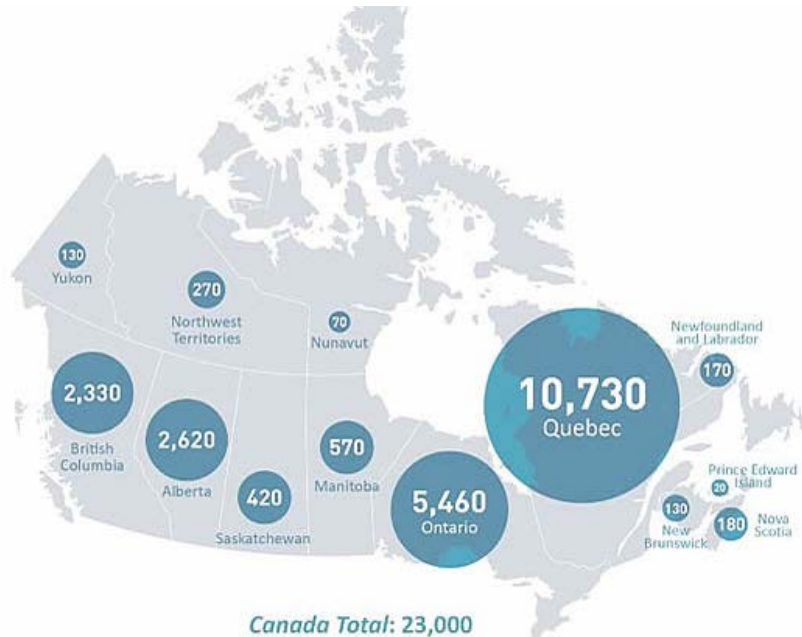 130
Yukon
270
Northwest
Territories
70
Nunavut
2,330
British
Columbia
2,620
Alberta
420
Saskatchewan
570
Manitoba
5,460
Ontario
10,730
Quebec
Newfoundland
and Labrador
170
Prince Edward
Island
20
130
New
Brunswick
180
Nova
Scotia
Canada Total: 23,000